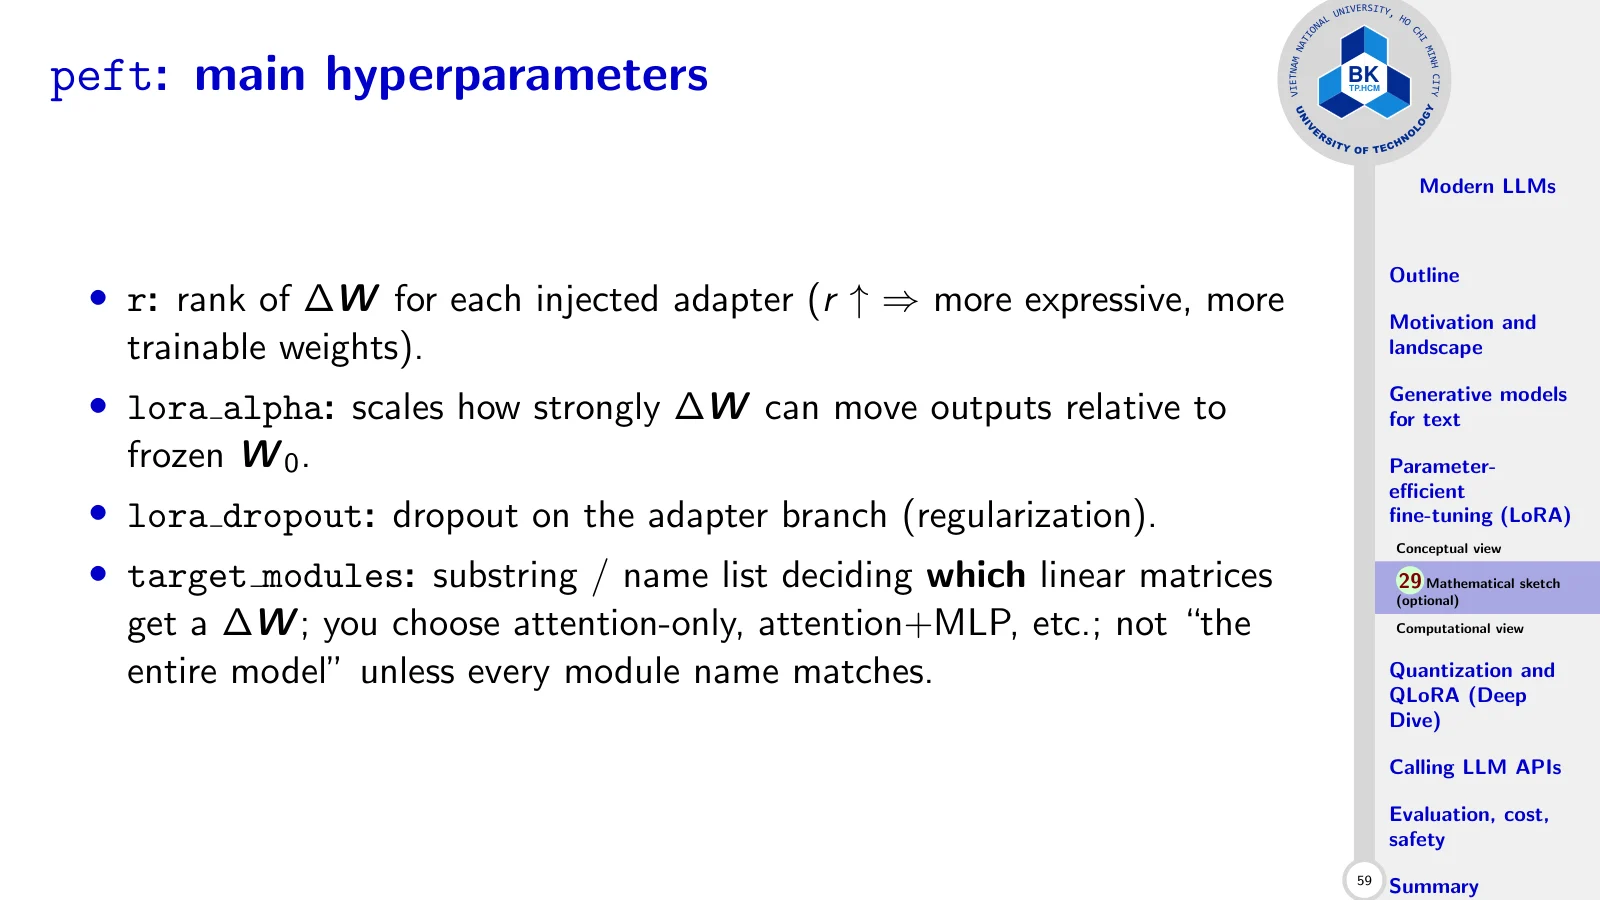 peft: main hyperparameters
• r: rank of ΔW for each injected adapter (r ↑ ⇒ more expressive, more
trainable weights).
• lora_alpha: scales how strongly ΔW can move outputs relative to
frozen W₀.
• lora_dropout: dropout on the adapter branch (regularization).
• target_modules: substring / name list deciding which linear matrices
get a ΔW; you choose attention-only, attention+MLP, etc.; not “the
entire model” unless every module name matches.
VIETNAM NATIONAL UNIVERSITY, HO CHI MINH CITY
BK
TP.HCM
UNIVERSITY OF TECHNOLOGY
Modern LLMs
Outline
Motivation and
landscape
Generative models
for text
Parameter-
efficient
fine-tuning (LoRA)
Conceptual view
29 Mathematical sketch
(optional)
Computational view
Quantization and
QLoRA (Deep
Dive)
Calling LLM APIs
Evaluation, cost,
safety
Summary
59